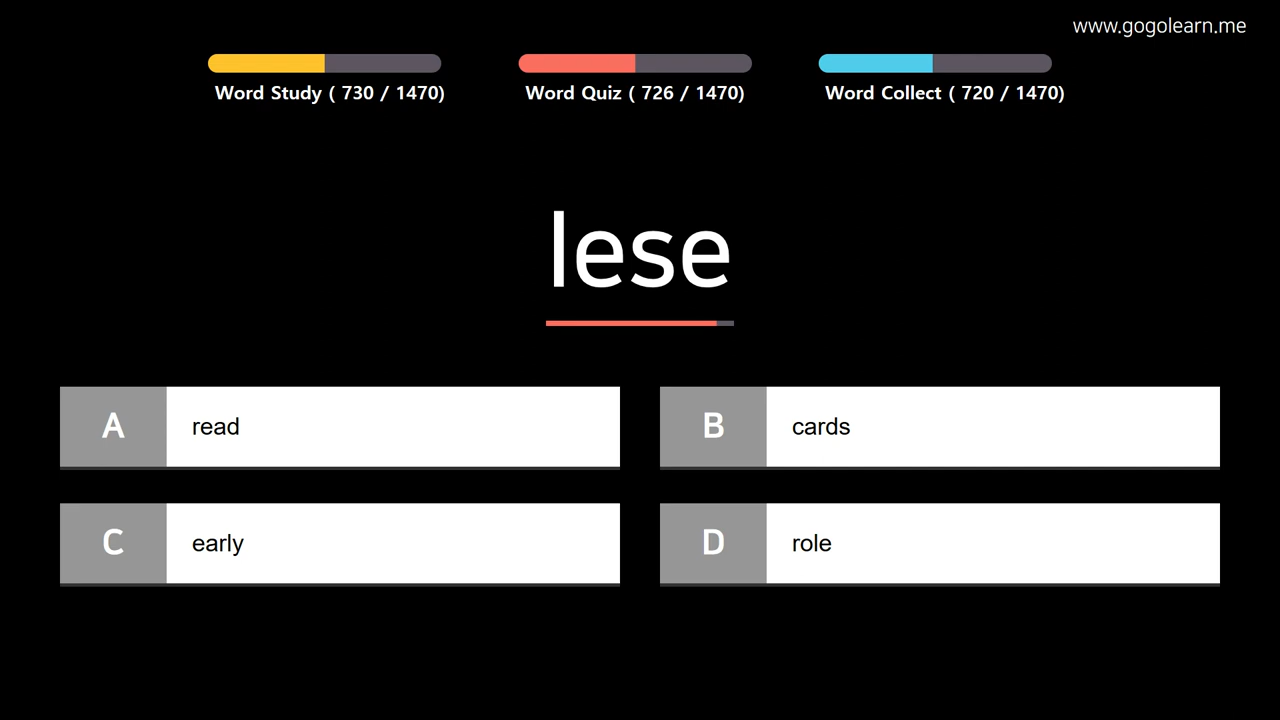 www.gogolearn.me
Word Study ( 730 / 1470)
Word Quiz ( 726 / 1470)
Word Collect ( 720 / 1470)
lese
A read
B cards
C early
D role